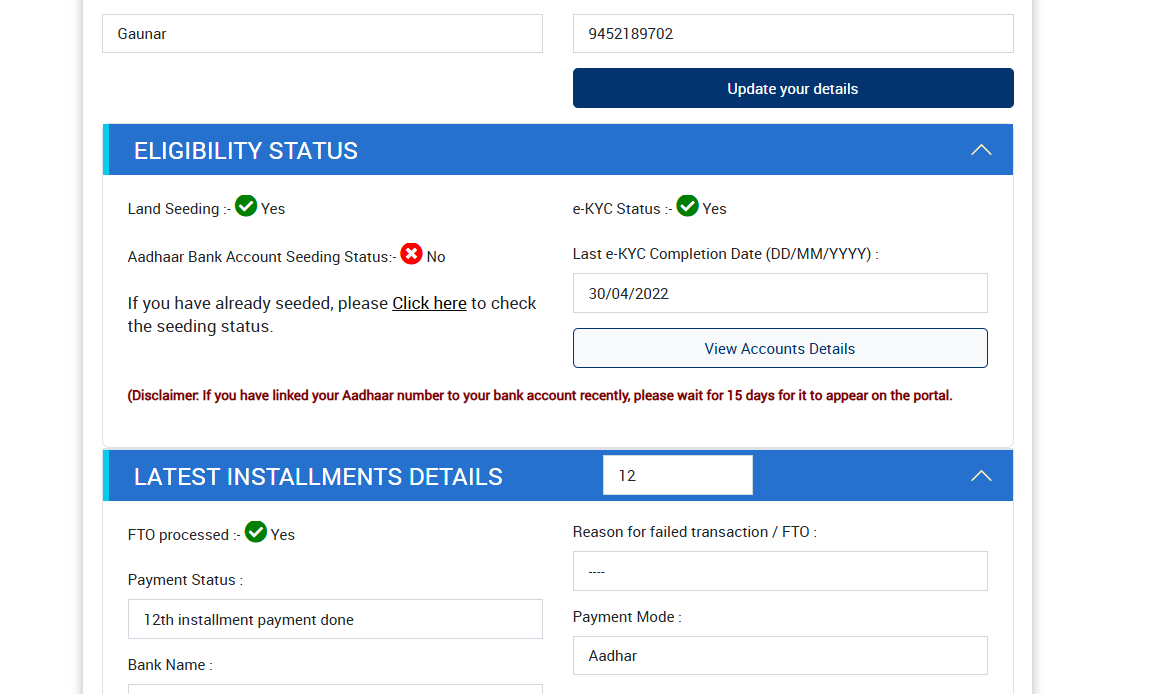 Gaunar
9452189702
Update your details
ELIGIBILITY STATUS
Land Seeding :- Yes
e-KYC Status :- Yes
Aadhaar Bank Account Seeding Status:- No
Last e-KYC Completion Date (DD/MM/YYYY) :
30/04/2022
If you have already seeded, please Click here to check
the seeding status.
View Accounts Details
(Disclaimer: If you have linked your Aadhaar number to your bank account recently, please wait for 15 days for it to appear on the portal.
LATEST INSTALLMENTS DETAILS
12
FTO processed :- Yes
Reason for failed transaction / FTO :
----
Payment Status :
12th installment payment done
Payment Mode :
Aadhar
Bank Name :